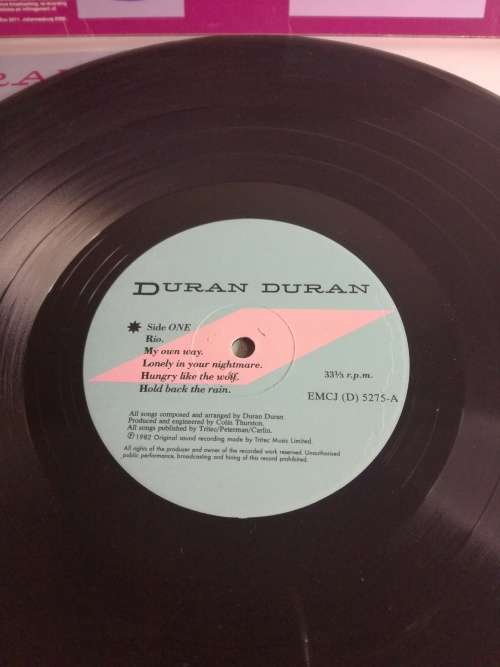 Box 2671, Johannesburg 2000.
DURAN DURAN
Side ONE
Rio.
My own way.
Lonely in your nightmare.
Hungry like the wolf.
Hold back the rain.
33⅓ r.p.m.
EMCJ (D) 5275-A
All songs composed and arranged by Duran Duran
Produced and engineered by Colin Thurston.
All songs published by Tritec/Peterman/Carlin.
℗1982 Original sound recording made by Tritec Music Limited.
All rights of the producer and owner of the recorded work reserved. Unauthorised
public performance, broadcasting and hiring of this record prohibited.